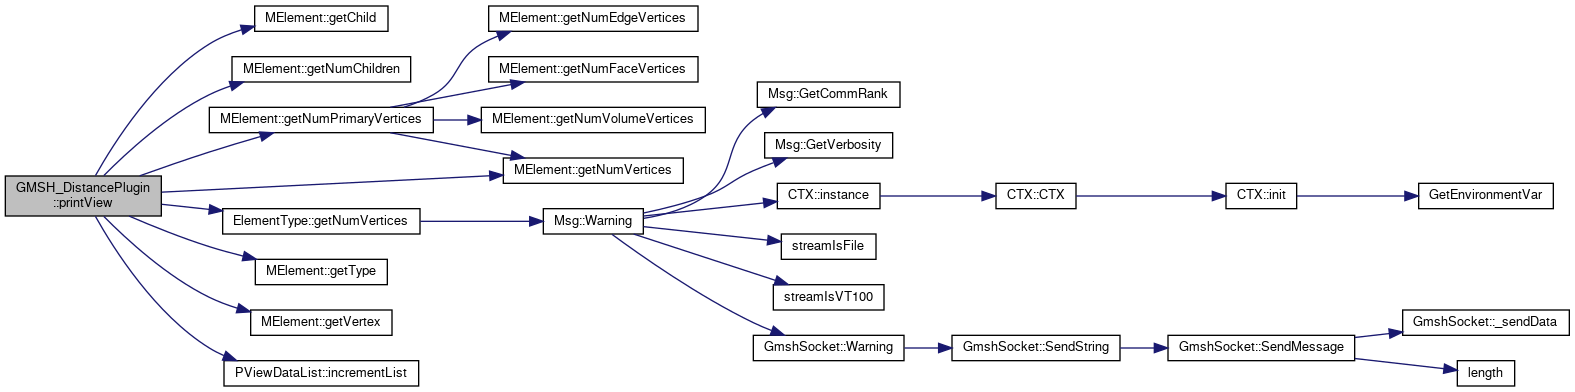 GMSH_DistancePlugin
::printView
MElement::getChild
MElement::getNumChildren
MElement::getNumPrimaryVertices
MElement::getNumEdgeVertices
MElement::getNumFaceVertices
MElement::getNumVolumeVertices
MElement::getNumVertices
ElementType::getNumVertices
MElement::getType
MElement::getVertex
PViewDataList::incrementList
Msg::Warning
Msg::GetCommRank
Msg::GetVerbosity
CTX::instance
streamIsFile
streamIsVT100
GmshSocket::Warning
CTX::CTX
CTX::init
GetEnvironmentVar
GmshSocket::SendString
GmshSocket::SendMessage
GmshSocket::_sendData
length